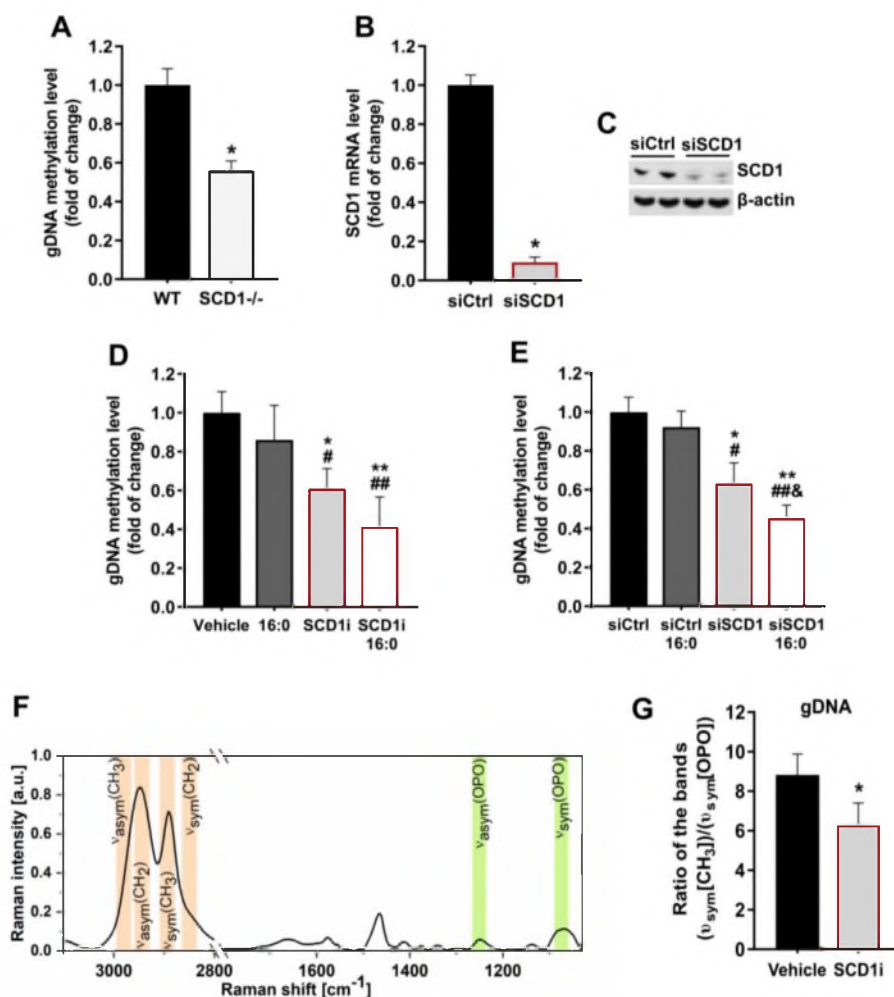 A
gDNA methylation level
(fold of change)
1.2
1.0
0.8
0.6
0.4
0.2
0.0
*
WT SCD1-/-
B
SCD1 mRNA level
(fold of change)
1.2
1.0
0.8
0.6
0.4
0.2
0.0
*
siCtrl siSCD1
C
siCtrl siSCD1
SCD1
β-actin
D
gDNA methylation level
(fold of change)
1.2
1.0
0.8
0.6
0.4
0.2
0.0
*
#
**
##
Vehicle 16:0 SCD1i SCD1i
16:0
E
gDNA methylation level
(fold of change)
1.2
1.0
0.8
0.6
0.4
0.2
0.0
*
#
**
##&
siCtrl siCtrl siSCD1 siSCD1
16:0 16:0
F
Raman intensity [a.u.]
1.0
0.8
0.6
0.4
0.2
0.0
νasym(CH3)
νasym(CH2)
νsym(CH3)
νsym(CH2)
νasym(OPO)
νsym(OPO)
3000 2800 1600 1400 1200
Raman shift [cm-1]
G
gDNA
Ratio of the bands
(υsym[CH3])/(υsym[OPO])
12
10
8
6
4
2
0
*
Vehicle SCD1i